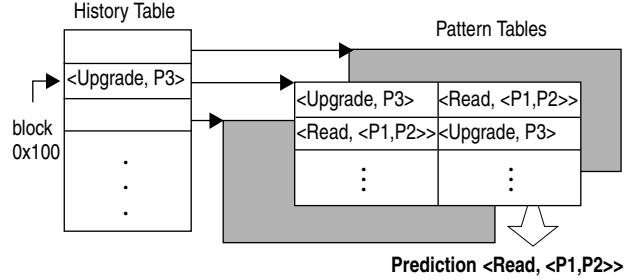 History Table
Pattern Tables
<Upgrade, P3>
<Upgrade, P3> <Read, <P1,P2>>
<Read, <P1,P2>> <Upgrade, P3>
block
0x100
Prediction <Read, <P1,P2>>